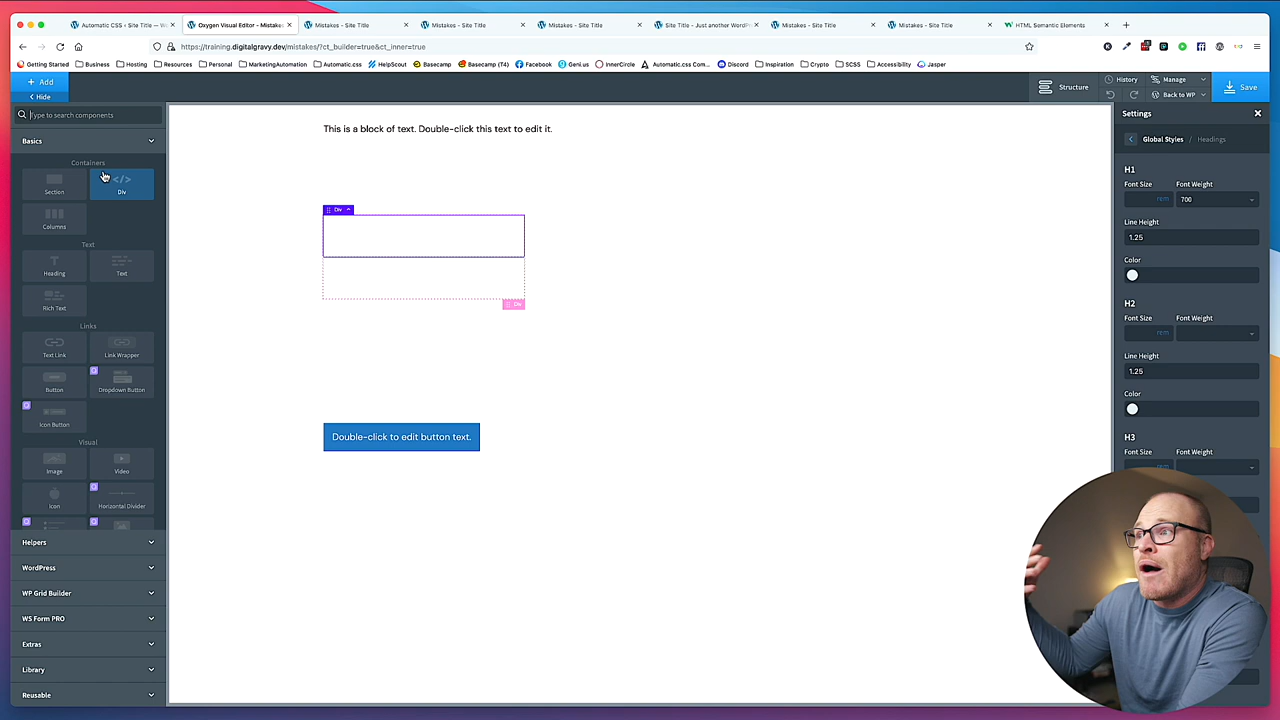 Automatic CSS ‹ Site Title — W
Oxygen Visual Editor - Mistakes
Mistakes - Site Title
Mistakes - Site Title
Mistakes - Site Title
Site Title – Just another WordPr
Mistakes - Site Title
Mistakes - Site Title
HTML Semantic Elements
https://training.digitalgravy.dev/mistakes/?ct_builder=true&ct_inner=true
Getting Started
Business
Hosting
Resources
Personal
MarketingAutomation
Automatic.css
HelpScout
Basecamp
Basecamp (T4)
Facebook
Geni.us
InnerCircle
Automatic.css Com...
Discord
Inspiration
Crypto
SCSS
Accessibility
Jasper
+ Add
< Hide
Structure
History
Manage
Back to WP
Save
Type to search components
Basics
Containers
Section
</>
Div
Columns
Text
Heading
Text
Rich Text
Links
Text Link
Link Wrapper
Button
Dropdown Button
Icon Button
Visual
Image
Video
Icon
Horizontal Divider
Helpers
WordPress
WP Grid Builder
WS Form PRO
Extras
Library
Reusable
This is a block of text. Double-click this text to edit it.
Div
Div
Double-click to edit button text.
Settings
Global Styles / Headings
H1
Font Size
Font Weight
rem
700
Line Height
1.25
Color
H2
Font Size
Font Weight
rem
Line Height
1.25
Color
H3
Font Size
Font Weight